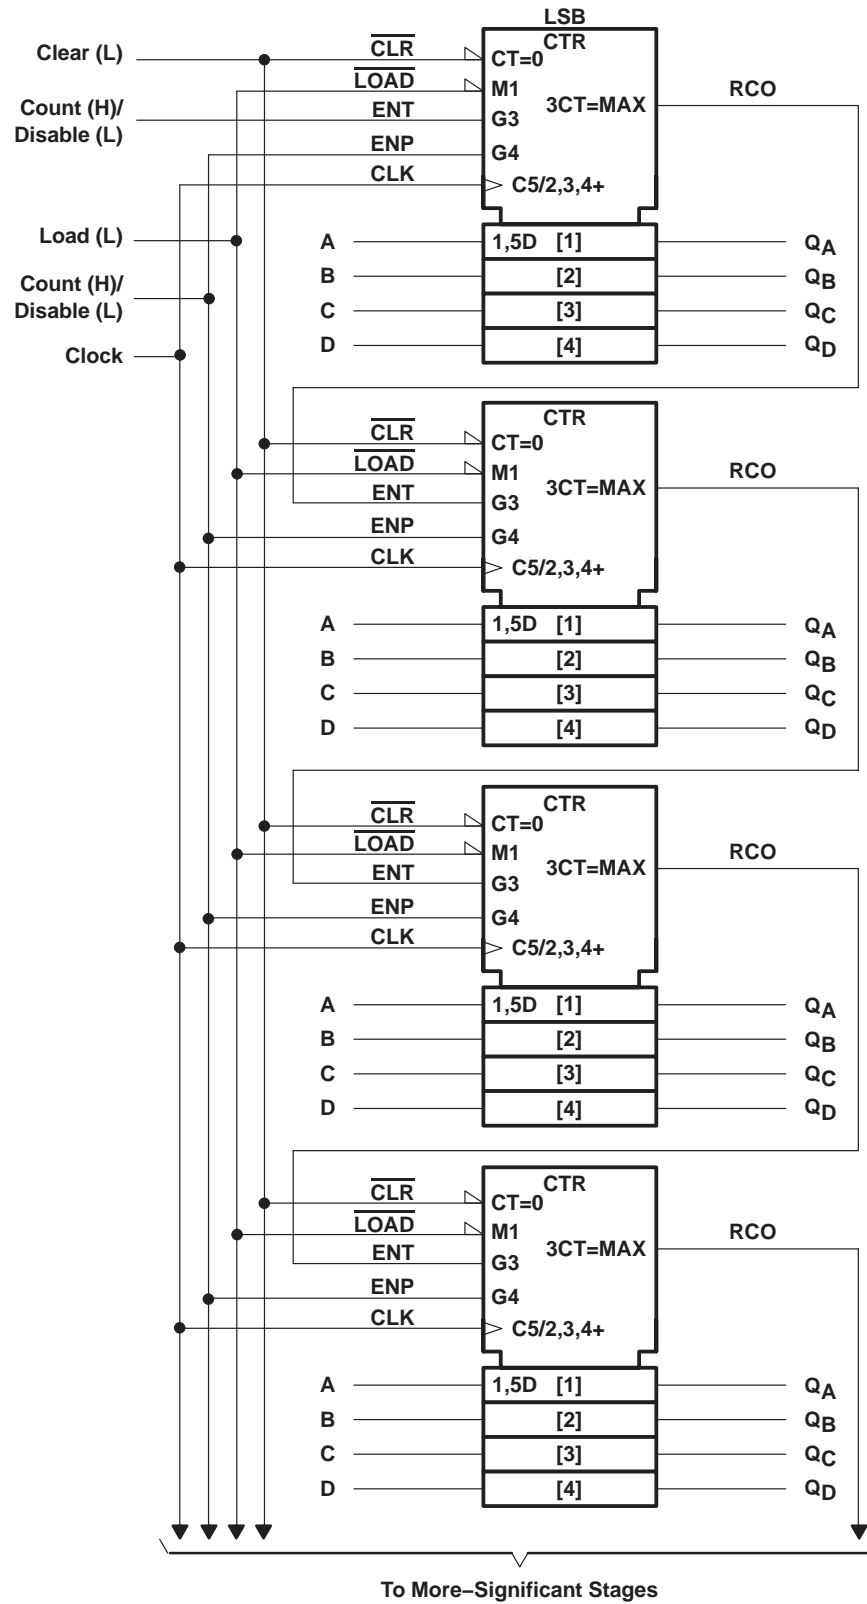 LSB
CTR
Clear (L)
CLR
CT=0
LOAD
M1
Count (H)/
Disable (L)
ENT
G3
3CT=MAX
RCO
ENP
G4
CLK
C5/2,3,4+
Load (L)
A
1,5D [1]
QA
Count (H)/
Disable (L)
B
[2]
QB
C
[3]
QC
Clock
D
[4]
QD
CTR
CLR
CT=0
LOAD
M1
3CT=MAX
RCO
ENT
G3
ENP
G4
CLK
C5/2,3,4+
A
1,5D [1]
QA
B
[2]
QB
C
[3]
QC
D
[4]
QD
CTR
CLR
CT=0
LOAD
M1
3CT=MAX
RCO
ENT
G3
ENP
G4
CLK
C5/2,3,4+
A
1,5D [1]
QA
B
[2]
QB
C
[3]
QC
D
[4]
QD
CTR
CLR
CT=0
LOAD
M1
3CT=MAX
RCO
ENT
G3
ENP
G4
CLK
C5/2,3,4+
A
1,5D [1]
QA
B
[2]
QB
C
[3]
QC
D
[4]
QD
To More−Significant Stages